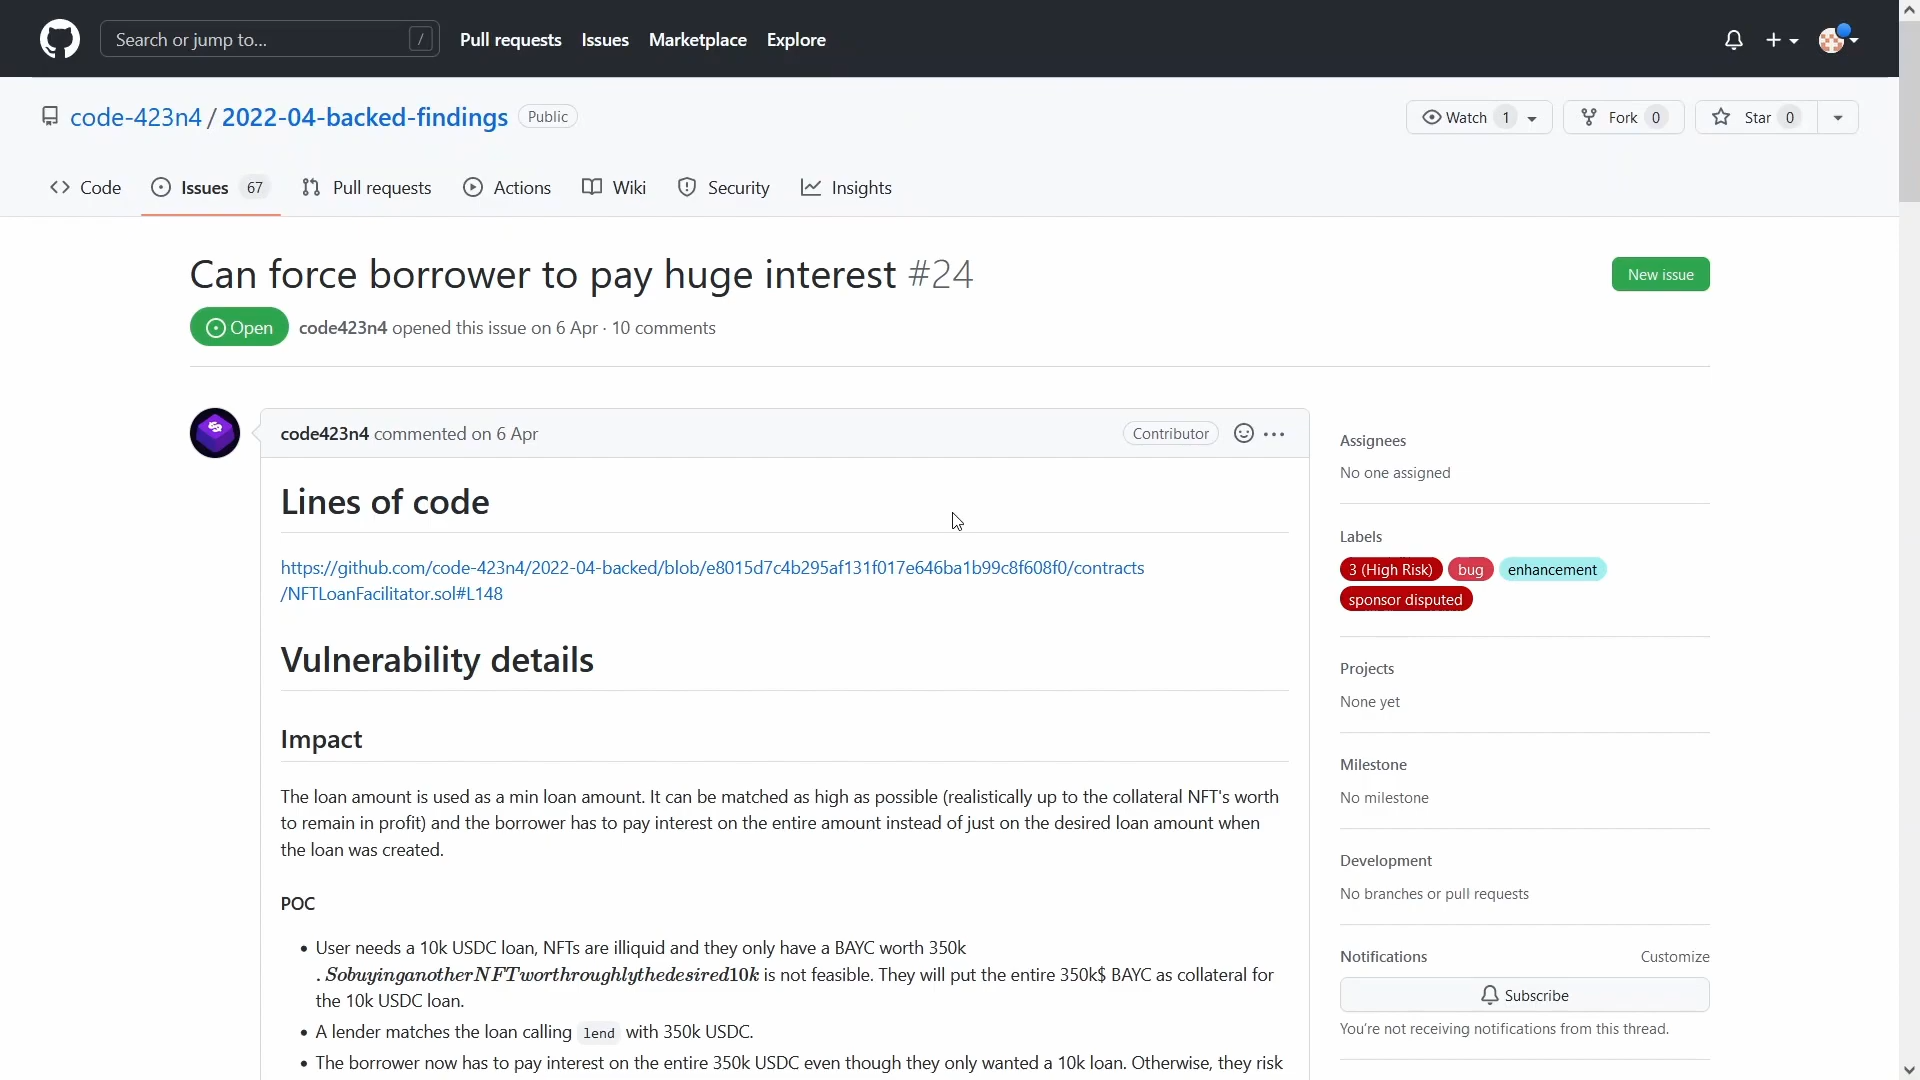 Search or jump to... /
Pull requests Issues Marketplace Explore
code-423n4 / 2022-04-backed-findings Public
Watch 1
Fork 0
Star 0
Code Issues 67 Pull requests Actions Wiki Security Insights
Can force borrower to pay huge interest #24
New issue
Open code423n4 opened this issue on 6 Apr · 10 comments
code423n4 commented on 6 Apr
Contributor
Lines of code
https://github.com/code-423n4/2022-04-backed/blob/e8015d7c4b295af131f017e646ba1b99c8f608f0/contracts
/NFTLoanFacilitator.sol#L148
Vulnerability details
Impact
The loan amount is used as a min loan amount. It can be matched as high as possible (realistically up to the collateral NFT's worth
to remain in profit) and the borrower has to pay interest on the entire amount instead of just on the desired loan amount when
the loan was created.
POC
• User needs a 10k USDC loan, NFTs are illiquid and they only have a BAYC worth 350k
.SobuyinganotherNFTworthroughlythedesired10k is not feasible. They will put the entire 350k$ BAYC as collateral for
the 10k USDC loan.
• A lender matches the loan calling lend with 350k USDC.
• The borrower now has to pay interest on the entire 350k USDC even though they only wanted a 10k loan. Otherwise, they risk
Assignees
No one assigned
Labels
3 (High Risk) bug enhancement
sponsor disputed
Projects
None yet
Milestone
No milestone
Development
No branches or pull requests
Notifications Customize
Subscribe
You're not receiving notifications from this thread.